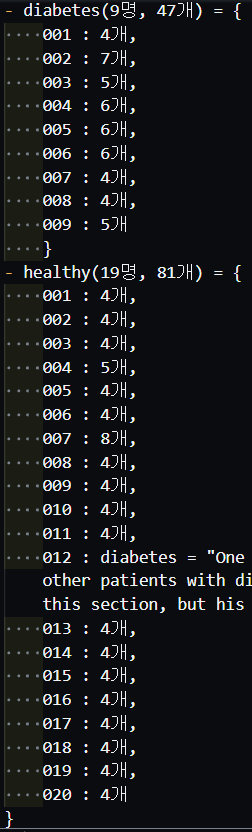 - diabetes(9명, 47개) = {
001 : 4개,
002 : 7개,
003 : 5개,
004 : 6개,
005 : 6개,
006 : 6개,
007 : 4개,
008 : 4개,
009 : 5개
}
- healthy(19명, 81개) = {
001 : 4개,
002 : 4개,
003 : 4개,
004 : 5개,
005 : 4개,
006 : 4개,
007 : 8개,
008 : 4개,
009 : 4개,
010 : 4개,
011 : 4개,
012 : diabetes = "One
other patients with di
this section, but his
013 : 4개,
014 : 4개,
015 : 4개,
016 : 4개,
017 : 4개,
018 : 4개,
019 : 4개,
020 : 4개
}